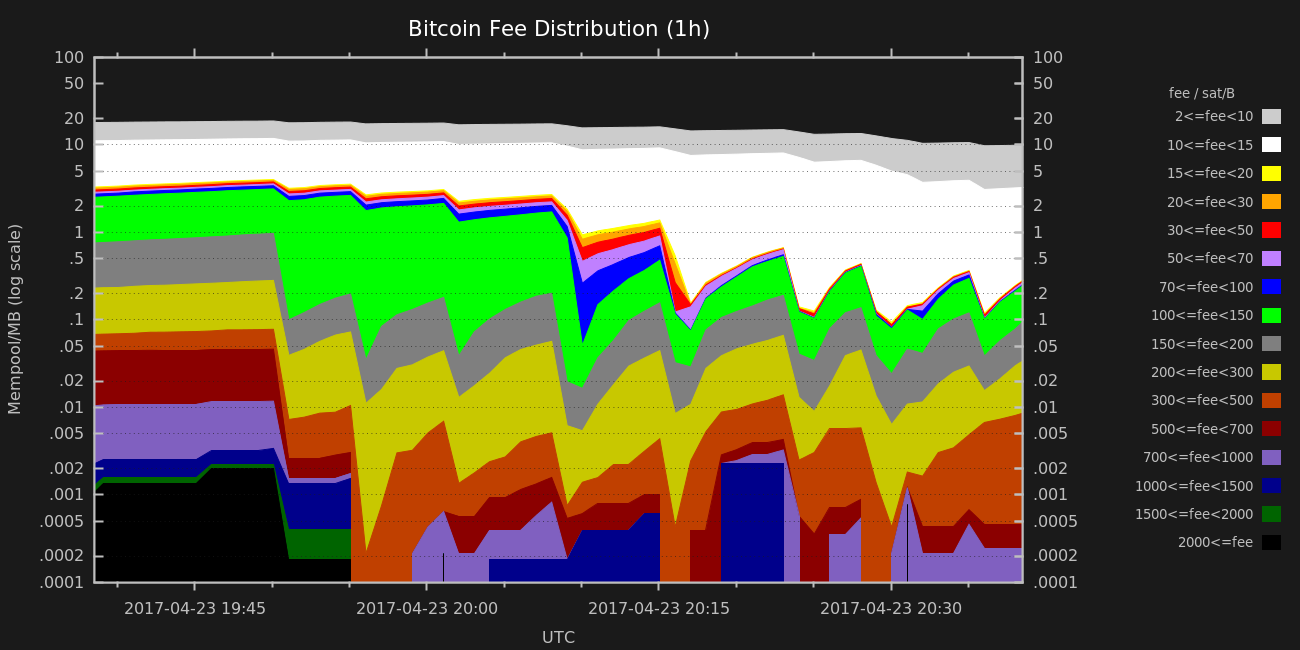 Bitcoin Fee Distribution (1h)
Mempool/MB (log scale)
100
50
20
10
5
2
1
.5
.2
.1
.05
.02
.01
.005
.002
.001
.0005
.0002
.0001
100
50
20
10
5
2
1
.5
.2
.1
.05
.02
.01
.005
.002
.001
.0005
.0002
.0001
2017-04-23 19:45
2017-04-23 20:00
2017-04-23 20:15
2017-04-23 20:30
UTC
fee / sat/B
2<=fee<10
10<=fee<15
15<=fee<20
20<=fee<30
30<=fee<50
50<=fee<70
70<=fee<100
100<=fee<150
150<=fee<200
200<=fee<300
300<=fee<500
500<=fee<700
700<=fee<1000
1000<=fee<1500
1500<=fee<2000
2000<=fee